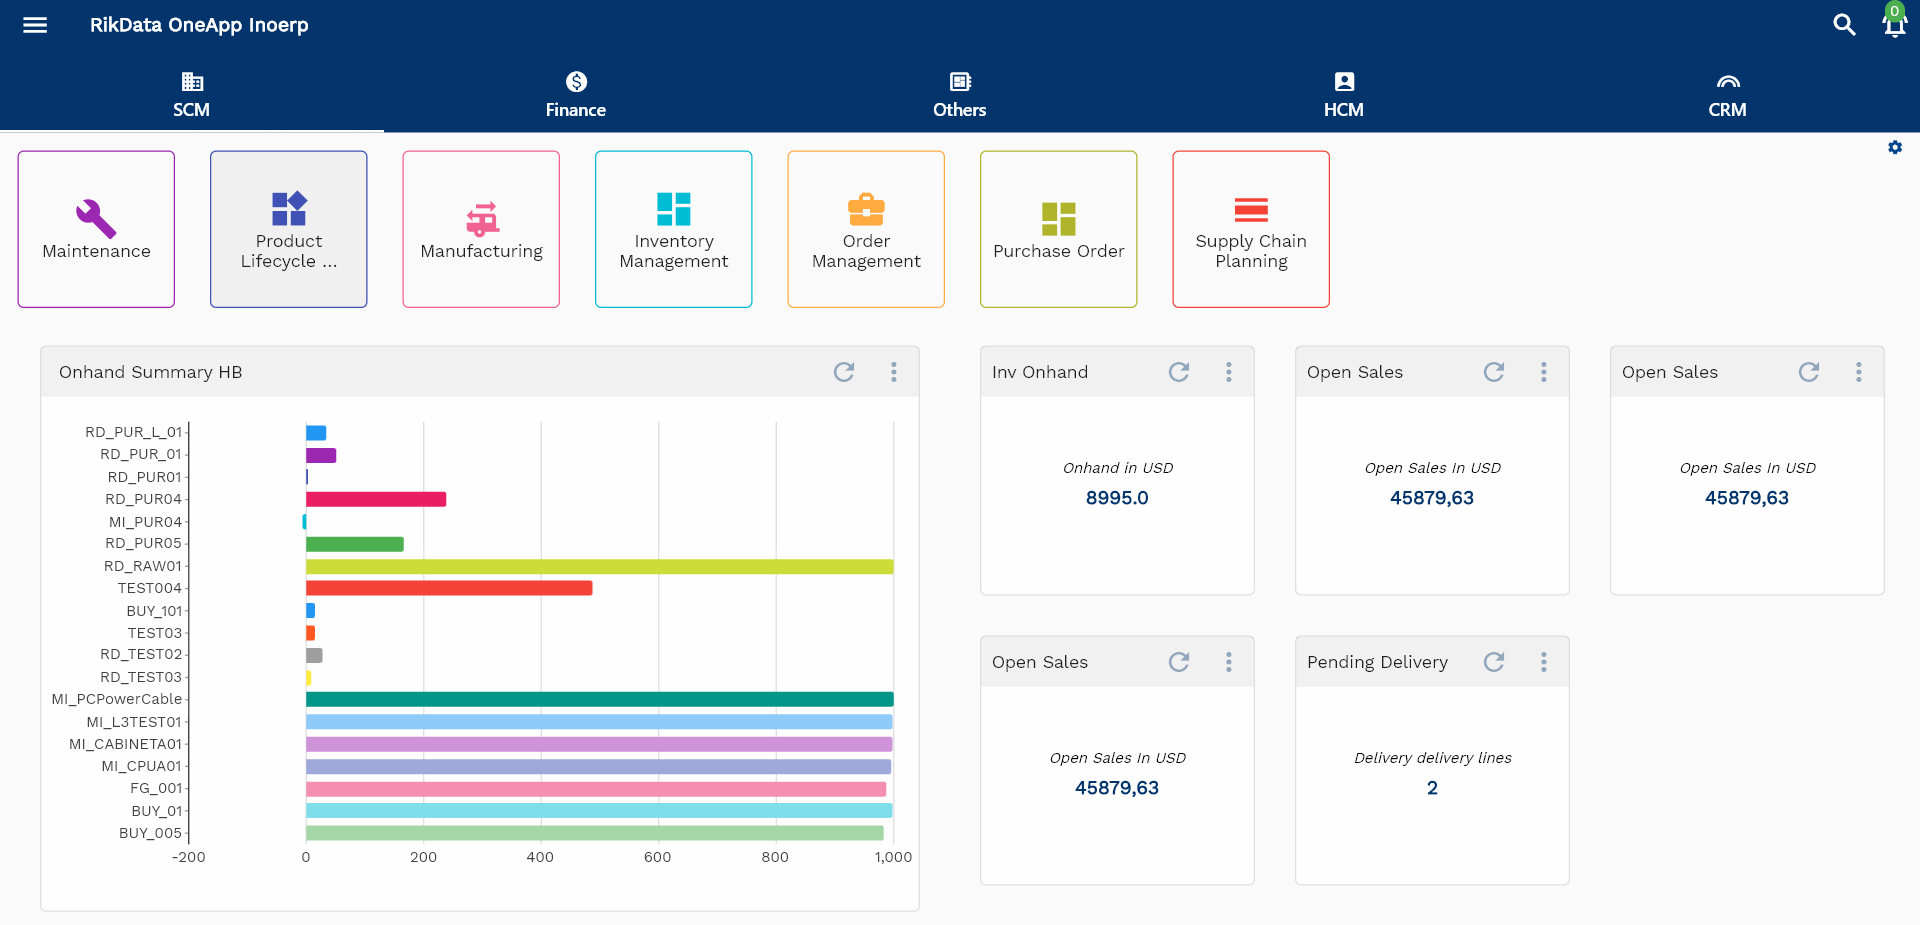 RikData OneApp Inoerp
0
SCM
Finance
Others
HCM
CRM
Maintenance
Product
Lifecycle ...
Manufacturing
Inventory
Management
Order
Management
Purchase Order
Supply Chain
Planning
Onhand Summary HB
RD_PUR_L_01
RD_PUR_01
RD_PUR01
RD_PUR04
MI_PUR04
RD_PUR05
RD_RAW01
TEST004
BUY_101
TEST03
RD_TEST02
RD_TEST03
MI_PCPowerCable
MI_L3TEST01
MI_CABINETA01
MI_CPUA01
FG_001
BUY_01
BUY_005
-200 0 200 400 600 800 1,000
Inv Onhand
Onhand in USD
8995.0
Open Sales
Open Sales In USD
45879,63
Open Sales
Open Sales In USD
45879,63
Open Sales
Open Sales In USD
45879,63
Pending Delivery
Delivery delivery lines
2